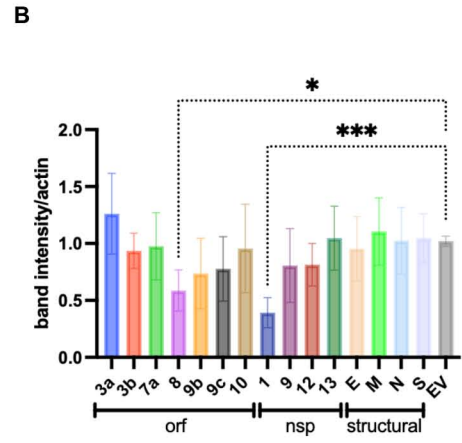 B
*
***
2.0
1.5
1.0
0.5
0.0
band intensity/actin
3a 3b 7a 8 9b 9c 10 1 9 12 13 E M N S EV
orf nsp structural